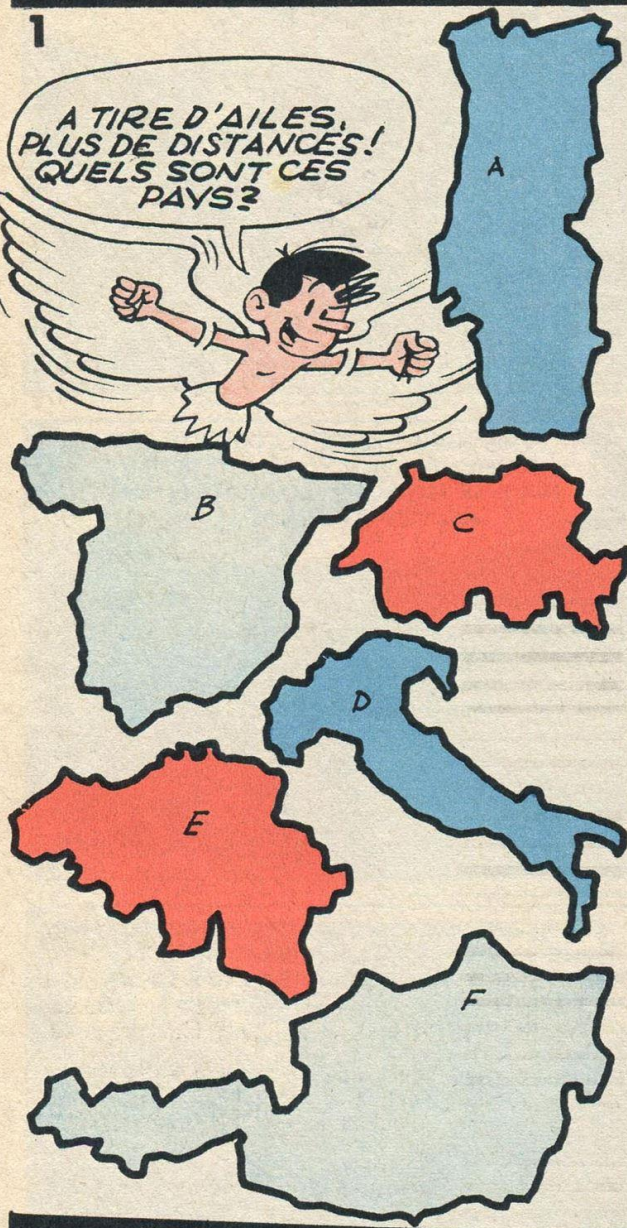 1
A TIRE D'AILES,
PLUS DE DISTANCES!
QUELS SONT CES
PAYS?
A
B
C
D
E
F